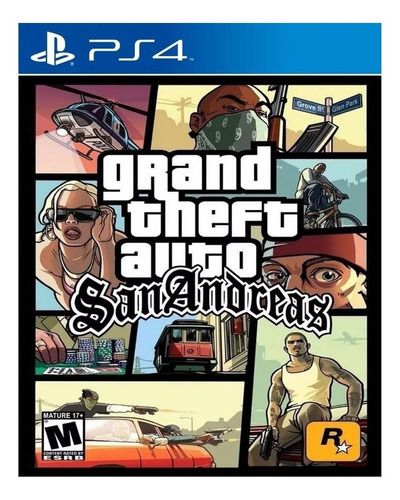 PS4
Grove St
Glen Park
grand
theft
auto
San Andreas
MATURE 17+
M
CONTENT RATED BY
ESRB
R